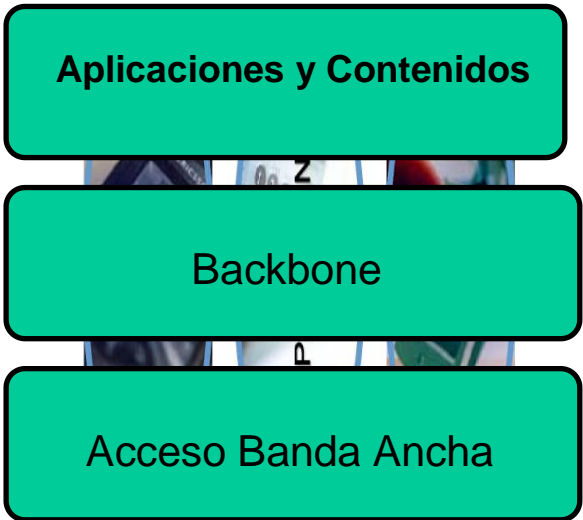 Aplicaciones y Contenidos
N
Backbone
P
Acceso Banda Ancha